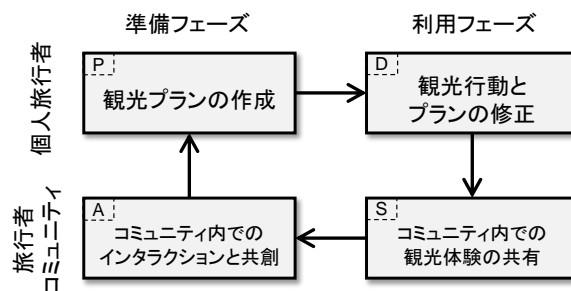 準備フェーズ
利用フェーズ
個人旅行者
P
観光プランの作成
D
観光行動と
プランの修正
旅行者
コミュニティ
A
コミュニティ内での
インタラクションと共創
S
コミュニティ内での
観光体験の共有